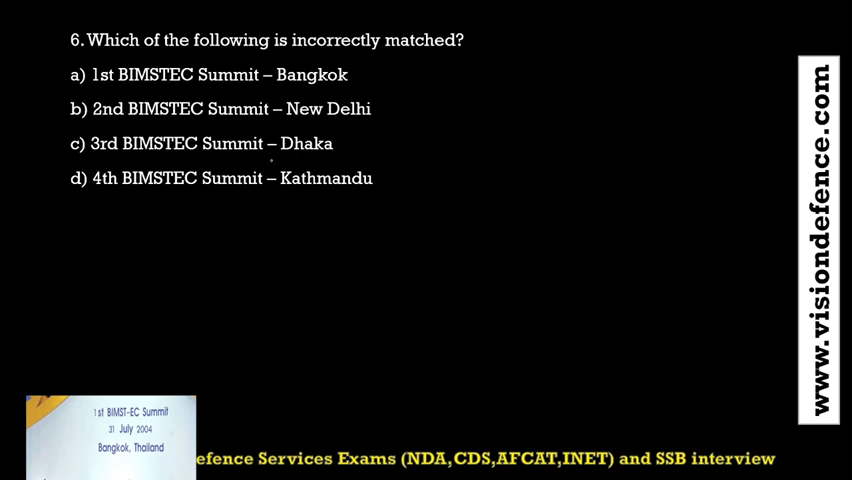 6. Which of the following is incorrectly matched?
a) 1st BIMSTEC Summit – Bangkok
b) 2nd BIMSTEC Summit – New Delhi
c) 3rd BIMSTEC Summit – Dhaka
d) 4th BIMSTEC Summit – Kathmandu
www.visiondefence.com
1st BIMST-EC Summit
31 July 2004
Bangkok, Thailand
efence Services Exams (NDA,CDS,AFCAT,INET) and SSB interview